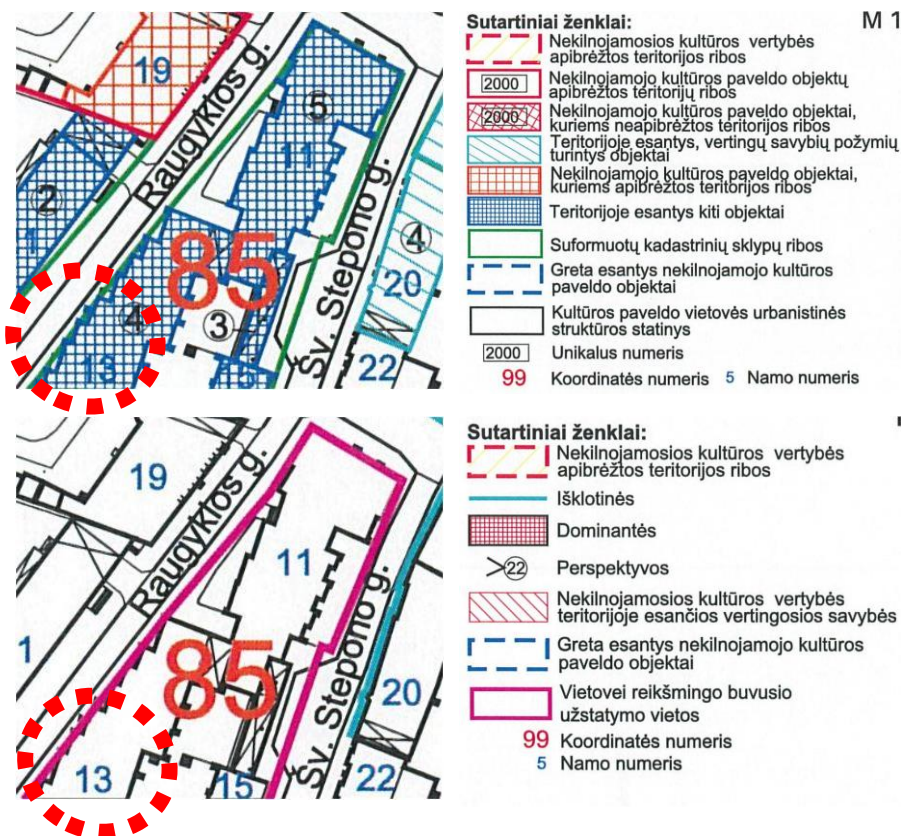 19
Raugyklos g.
5
11
2
1
85
4
3
Šv. Stepono g.
4
20
13
15
22
Sutartiniai ženklai:
M 1
Nekilnojamosios kultūros vertybės
apibrėžtos teritorijos ribos
2000
Nekilnojamojo kultūros paveldo objektų
apibrėžtos teritorijų ribos
2000
Nekilnojamojo kultūros paveldo objektai,
kuriems neapibrėžtos teritorijos ribos
Teritorijoje esantys, vertingų savybių požymių
turintys objektai
Nekilnojamojo kultūros paveldo objektai,
kuriems apibrėžtos teritorijos ribos
Teritorijoje esantys kiti objektai
Suformuotų kadastrinių sklypų ribos
Greta esantys nekilnojamojo kultūros
paveldo objektai
Kultūros paveldo vietovės urbanistinės
struktūros statinys
2000 Unikalus numeris
99 Koordinatės numeris 5 Namo numeris
19
Raugyklos g.
11
1
85
Šv. Stepono g.
20
13
15
22
Sutartiniai ženklai:
Nekilnojamosios kultūros vertybės
apibrėžtos teritorijos ribos
Išklotinės
Dominantės
22 Perspektyvos
Nekilnojamosios kultūros vertybės
teritorijoje esančios vertingosios savybės
Greta esantys nekilnojamojo kultūros
paveldo objektai
Vietovei reikšmingo buvusio
užstatymo vietos
99 Koordinatės numeris
5 Namo numeris